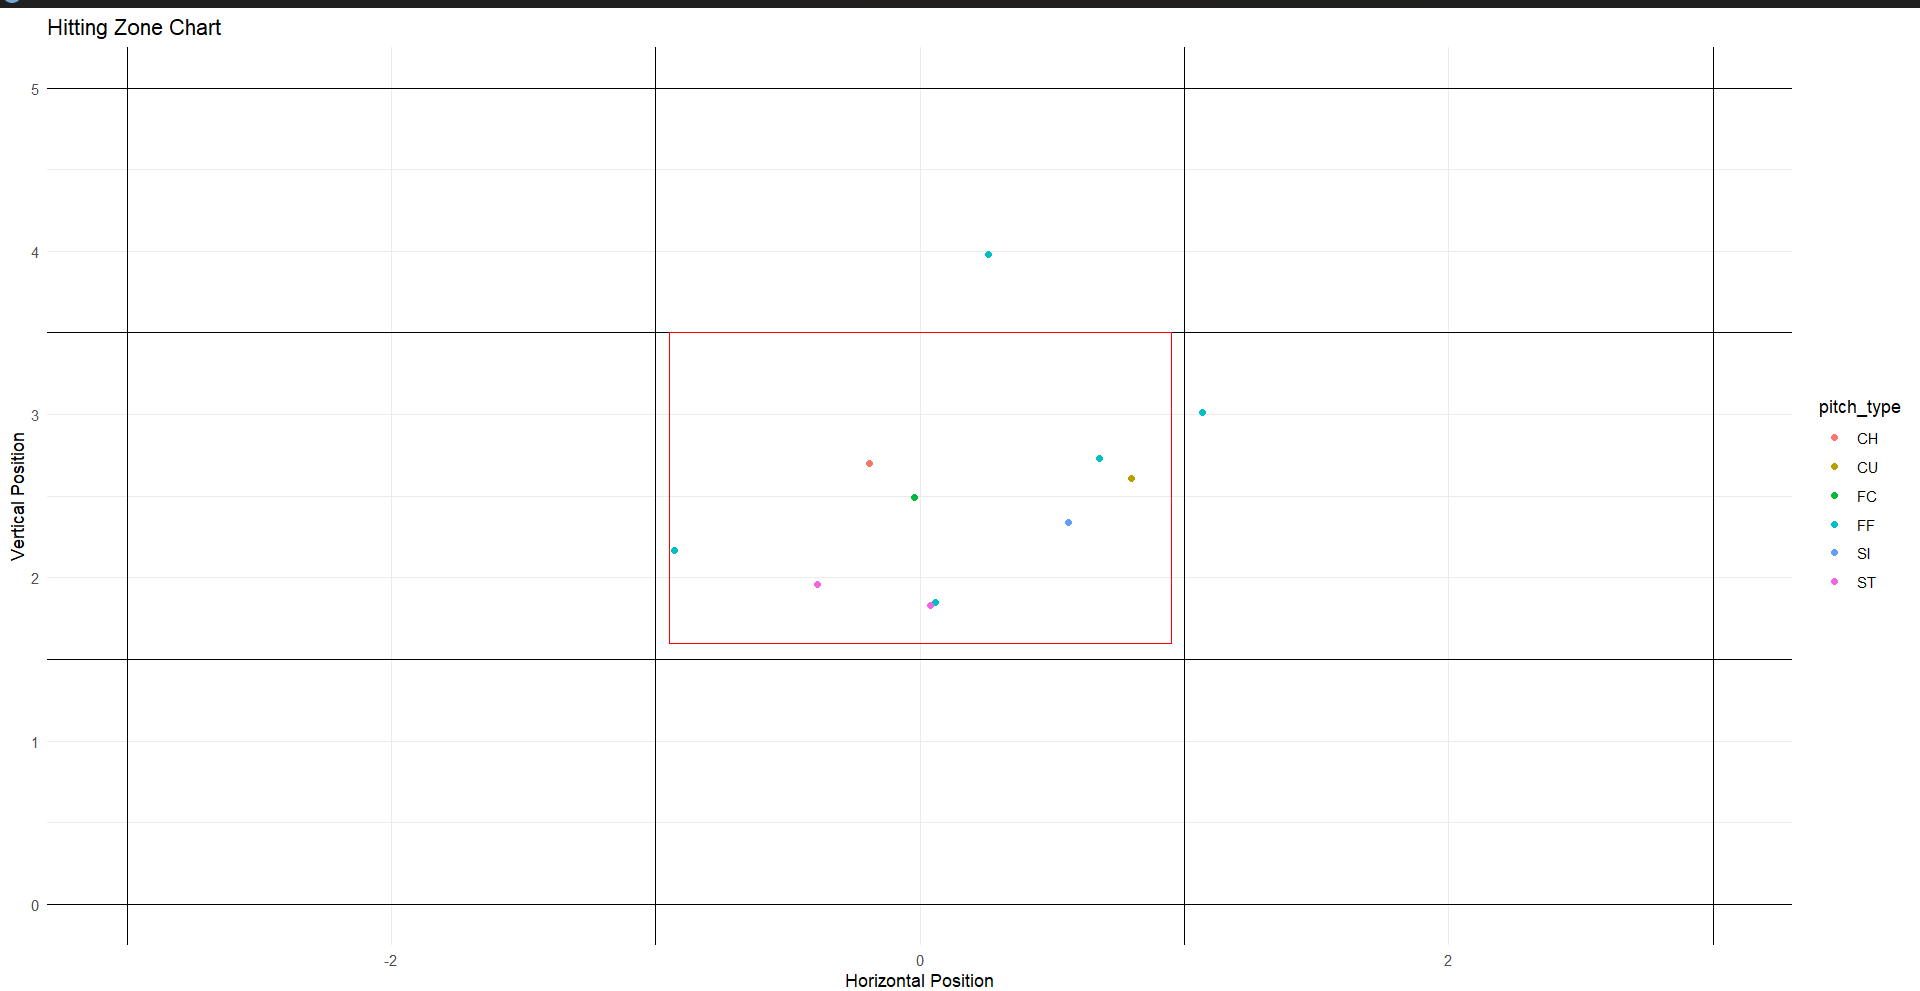 Hitting Zone Chart
5
4
3
2
1
0
Vertical Position
-2
0
2
Horizontal Position
pitch_type
CH
CU
FC
FF
SI
ST